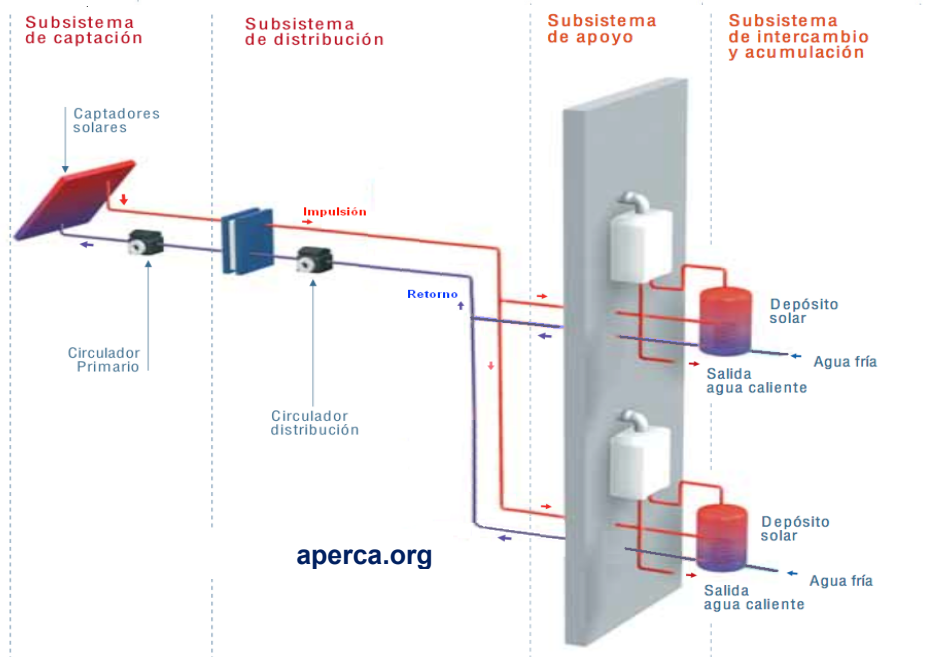 Subsistema
de captación
Subsistema
de distribución
Subsistema
de apoyo
Subsistema
de intercambio
y acumulación
Captadores
solares
Impulsión
Retorno
Circulador
Primario
Circulador
distribución
Depósito
solar
Agua fría
Salida
agua caliente
Depósito
solar
Agua fría
Salida
agua caliente
aperca.org